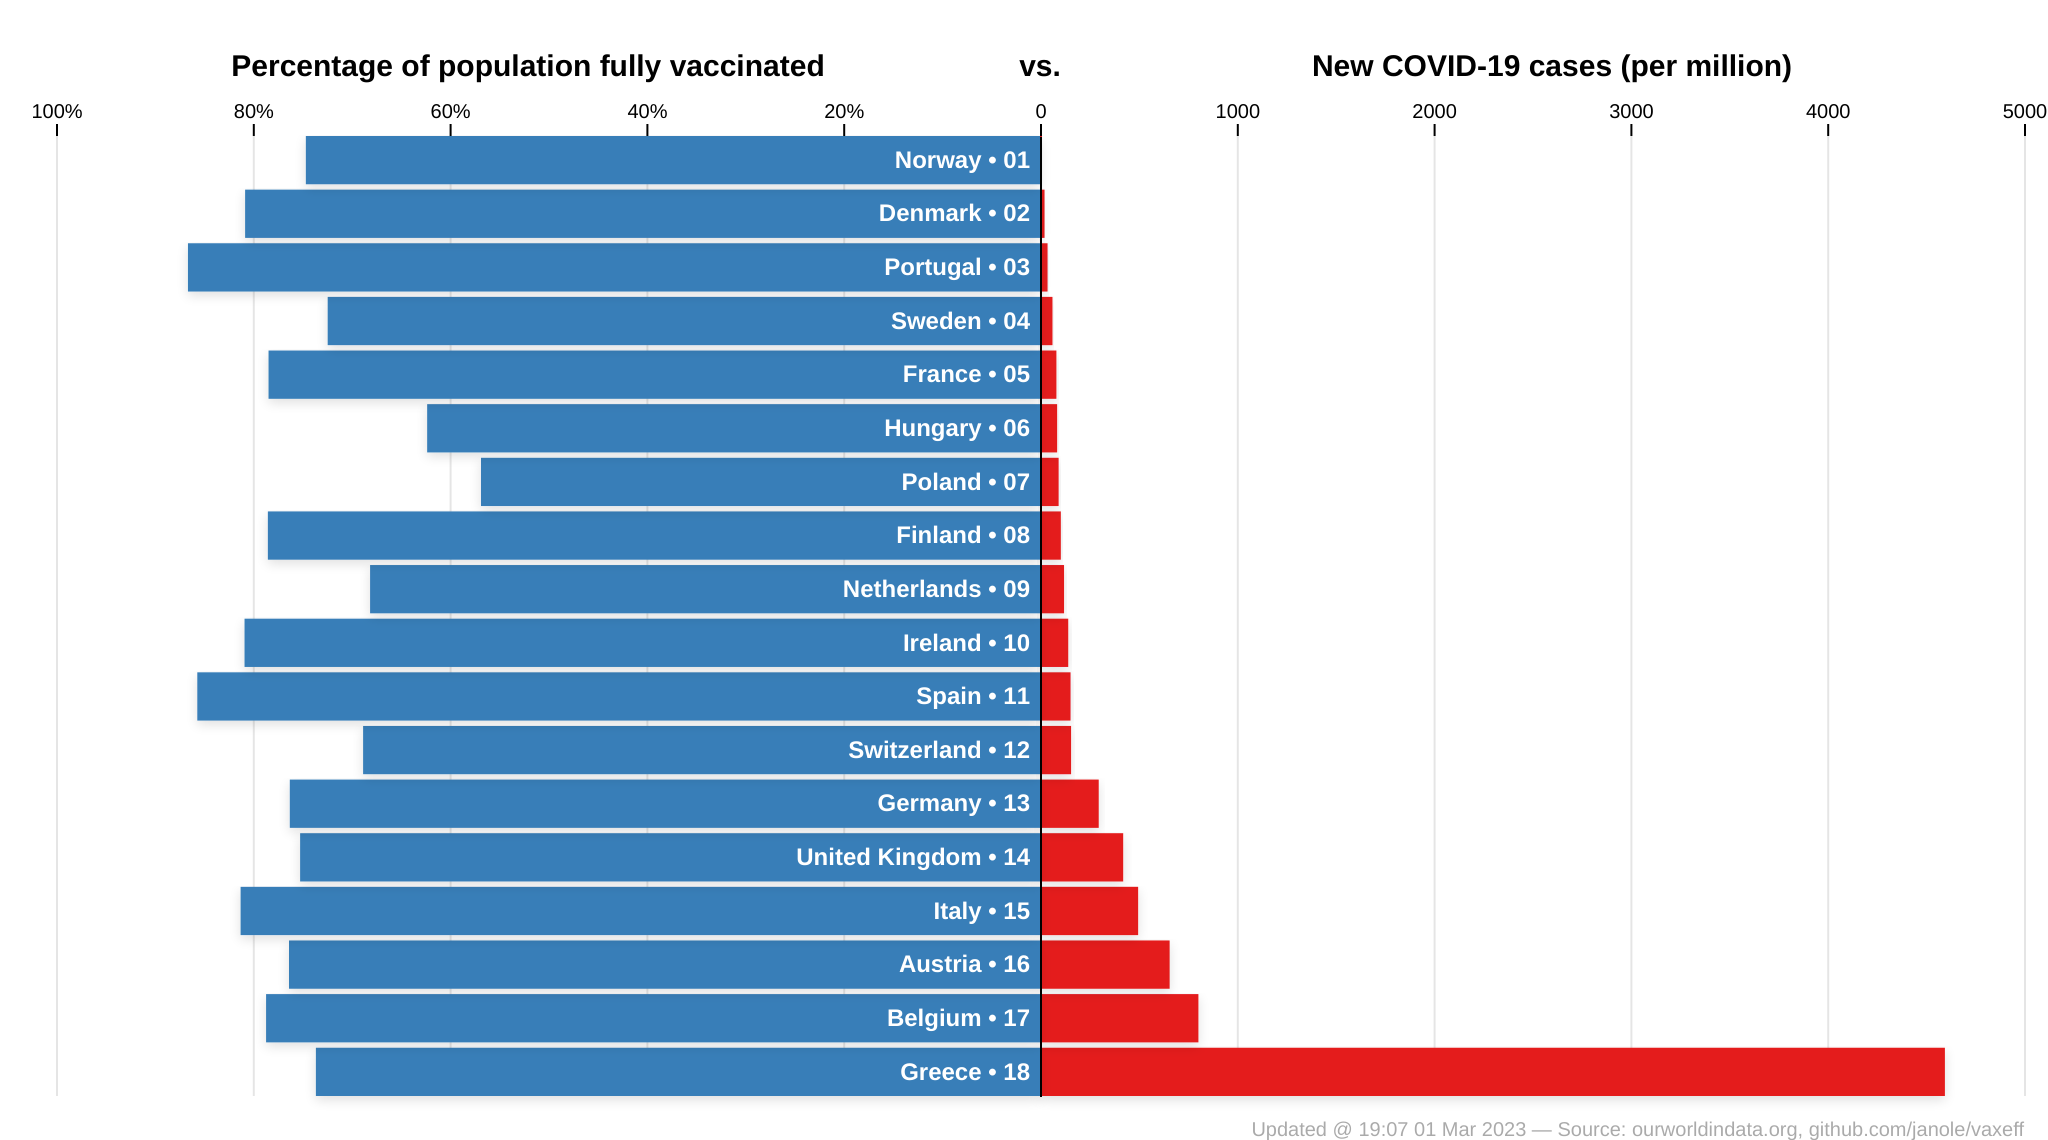 Percentage of population fully vaccinated vs. New COVID-19 cases (per million)
100% 80% 60% 40% 20% 0 1000 2000 3000 4000 5000
Norway • 01
Denmark • 02
Portugal • 03
Sweden • 04
France • 05
Hungary • 06
Poland • 07
Finland • 08
Netherlands • 09
Ireland • 10
Spain • 11
Switzerland • 12
Germany • 13
United Kingdom • 14
Italy • 15
Austria • 16
Belgium • 17
Greece • 18
Updated @ 19:07 01 Mar 2023 — Source: ourworldindata.org, github.com/janole/vaxeff